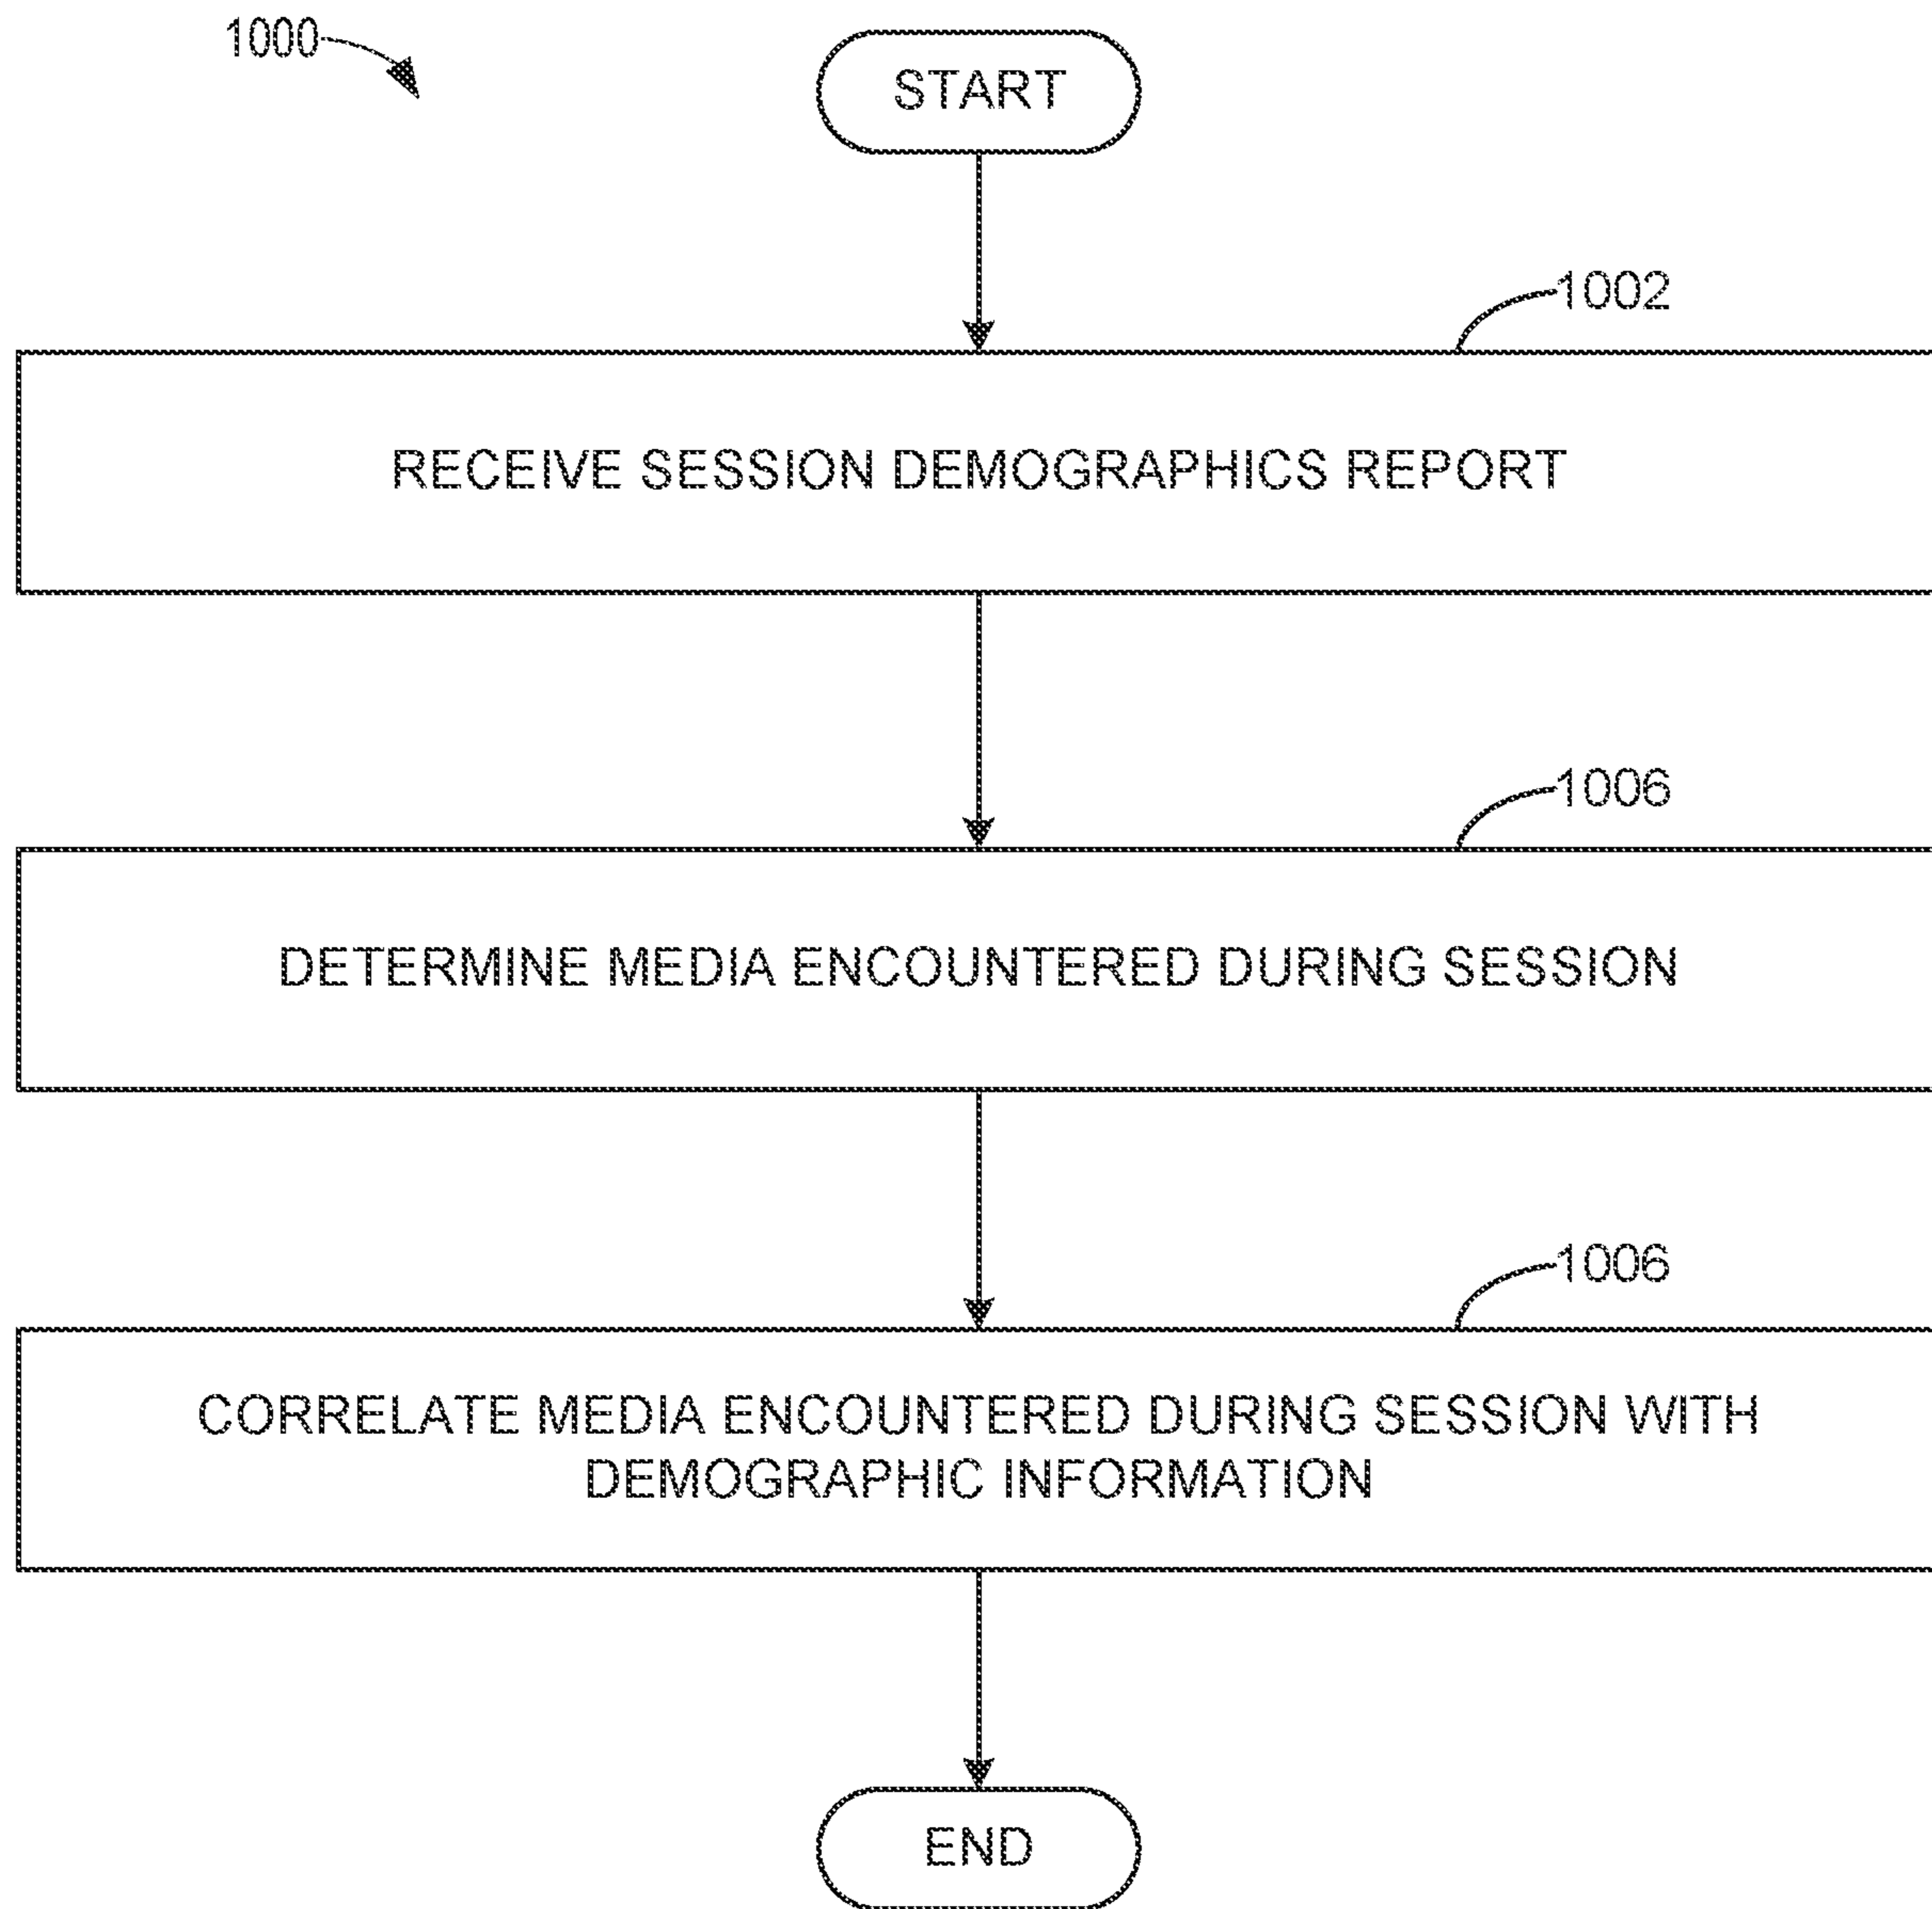 1000
START
1002
RECEIVE SESSION DEMOGRAPHICS REPORT
1006
DETERMINE MEDIA ENCOUNTERED DURING SESSION
1006
CORRELATE MEDIA ENCOUNTERED DURING SESSION WITH
DEMOGRAPHIC INFORMATION
END